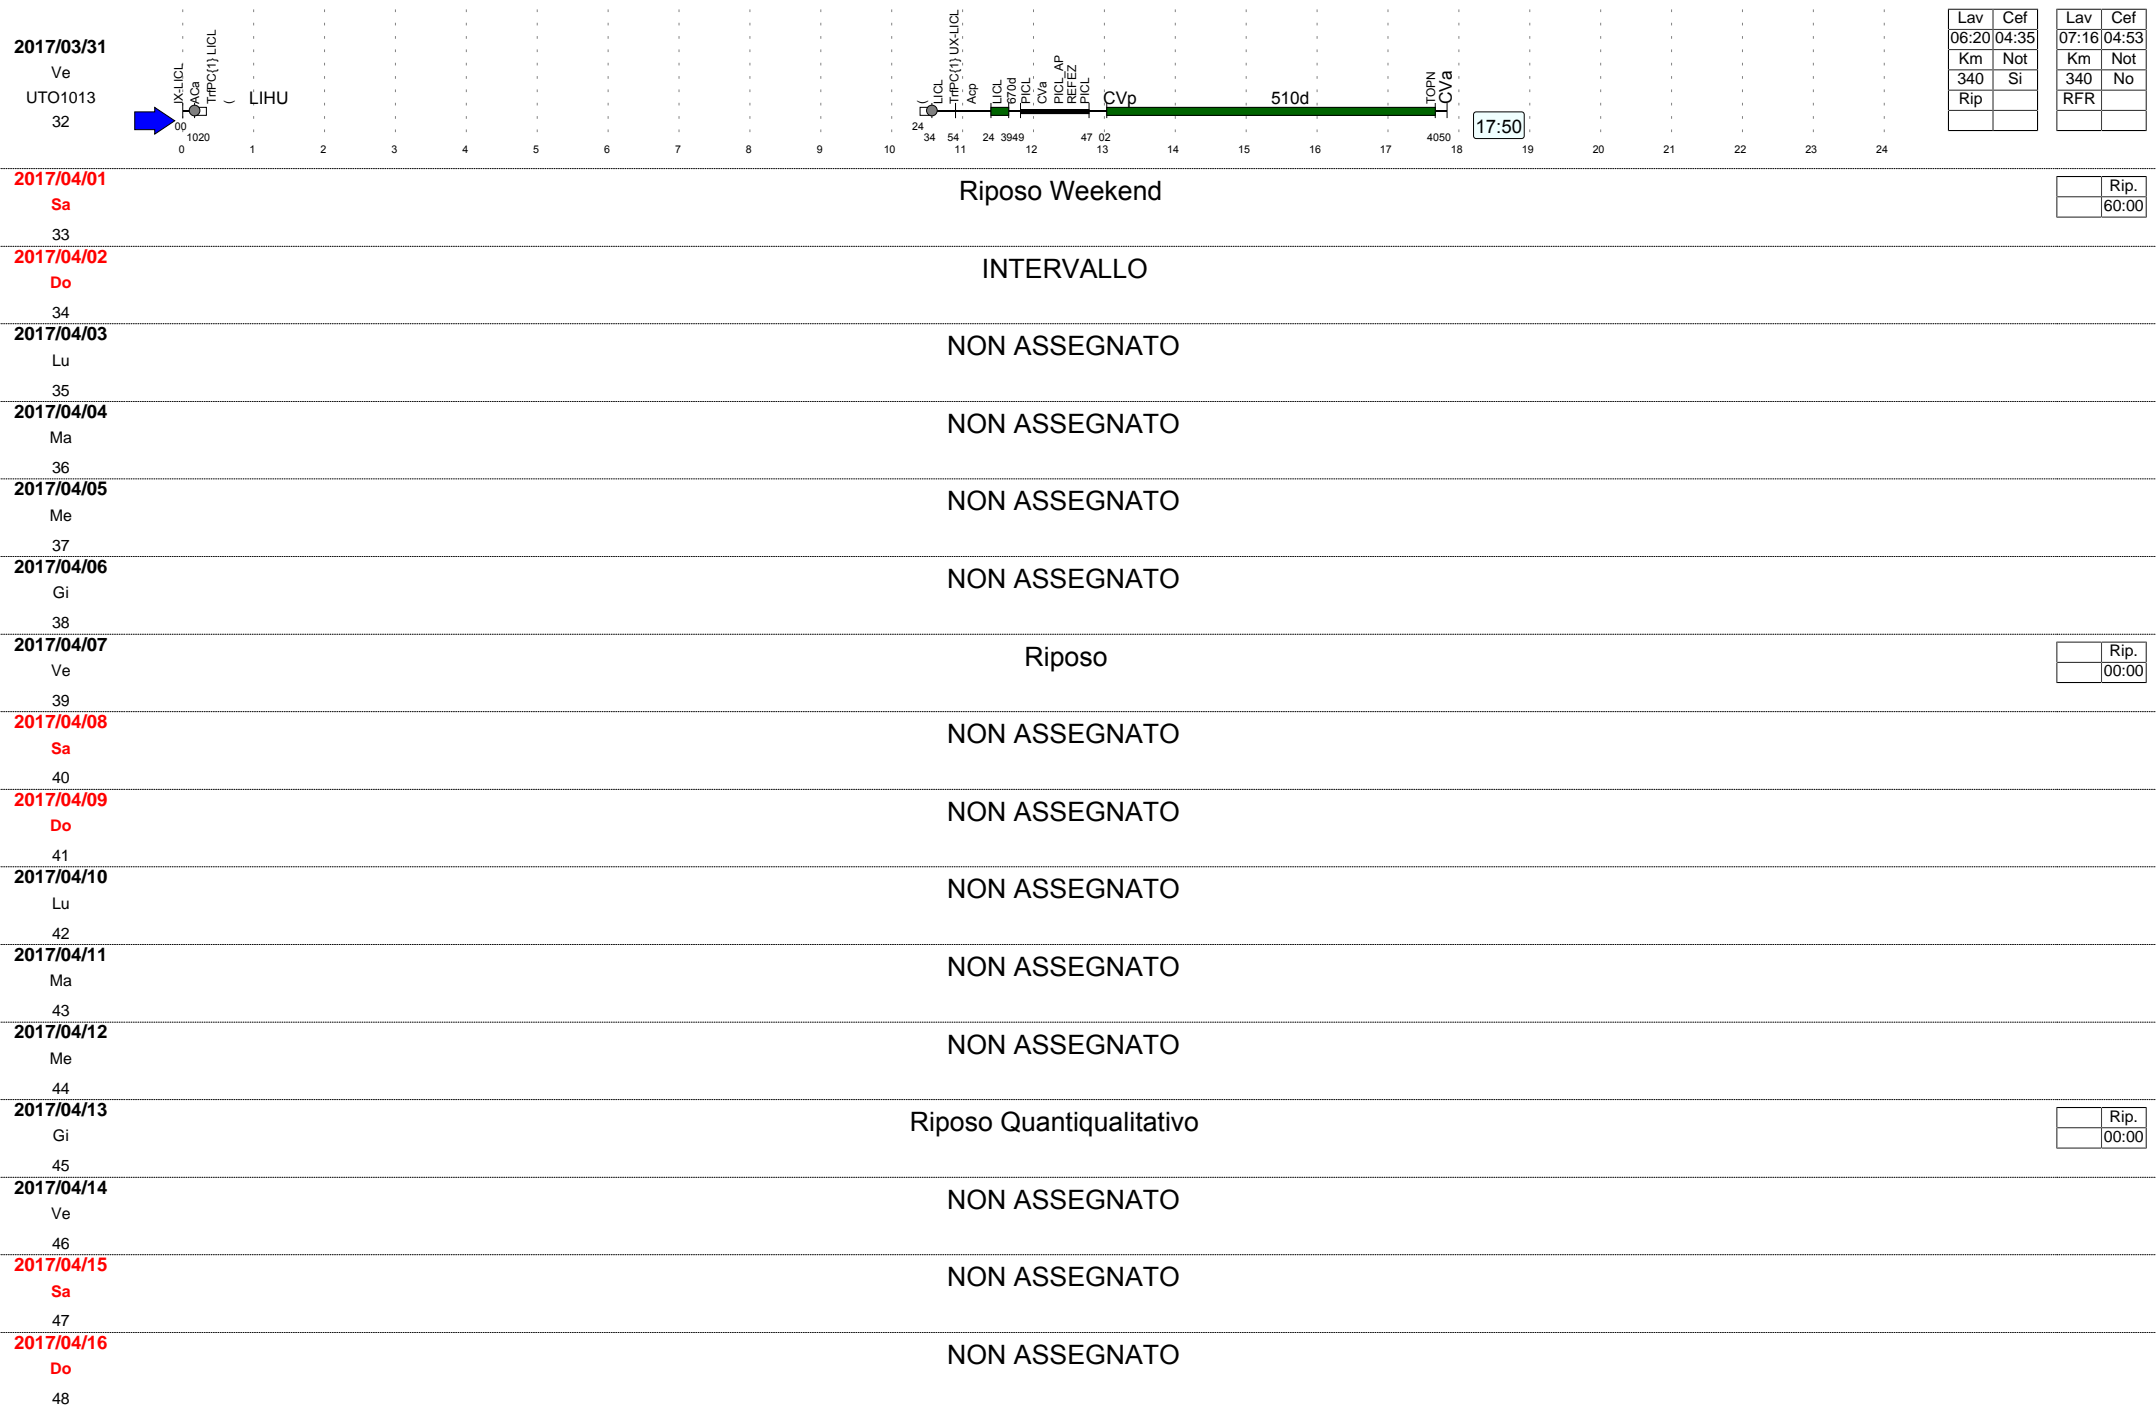 2017/03/31
Ve
UTO1013
32
UX-LICL
ACa
TrfPC{1} LICL
(
LIHU
(
LICL
TrfPC{1} UX-LICL
Acp
LICL
670d
PICL
CVa
PICL_AP
REFEZ
PICL
CVp
510d
TOPN
CVa
17:50
00 10 20 24 34 54 24 39 49 47 02 40 50
0 1 2 3 4 5 6 7 8 9 10 11 12 13 14 15 16 17 18 19 20 21 22 23 24
Lav Cef
06:20 04:35
Km Not
340 Si
Rip
Lav Cef
07:16 04:53
Km Not
340 No
RFR
2017/04/01
Sa
33
Riposo Weekend
Rip.
60:00
2017/04/02
Do
34
INTERVALLO
2017/04/03
Lu
35
NON ASSEGNATO
2017/04/04
Ma
36
NON ASSEGNATO
2017/04/05
Me
37
NON ASSEGNATO
2017/04/06
Gi
38
NON ASSEGNATO
2017/04/07
Ve
39
Riposo
Rip.
00:00
2017/04/08
Sa
40
NON ASSEGNATO
2017/04/09
Do
41
NON ASSEGNATO
2017/04/10
Lu
42
NON ASSEGNATO
2017/04/11
Ma
43
NON ASSEGNATO
2017/04/12
Me
44
NON ASSEGNATO
2017/04/13
Gi
45
Riposo Quantiqualitativo
Rip.
00:00
2017/04/14
Ve
46
NON ASSEGNATO
2017/04/15
Sa
47
NON ASSEGNATO
2017/04/16
Do
48
NON ASSEGNATO